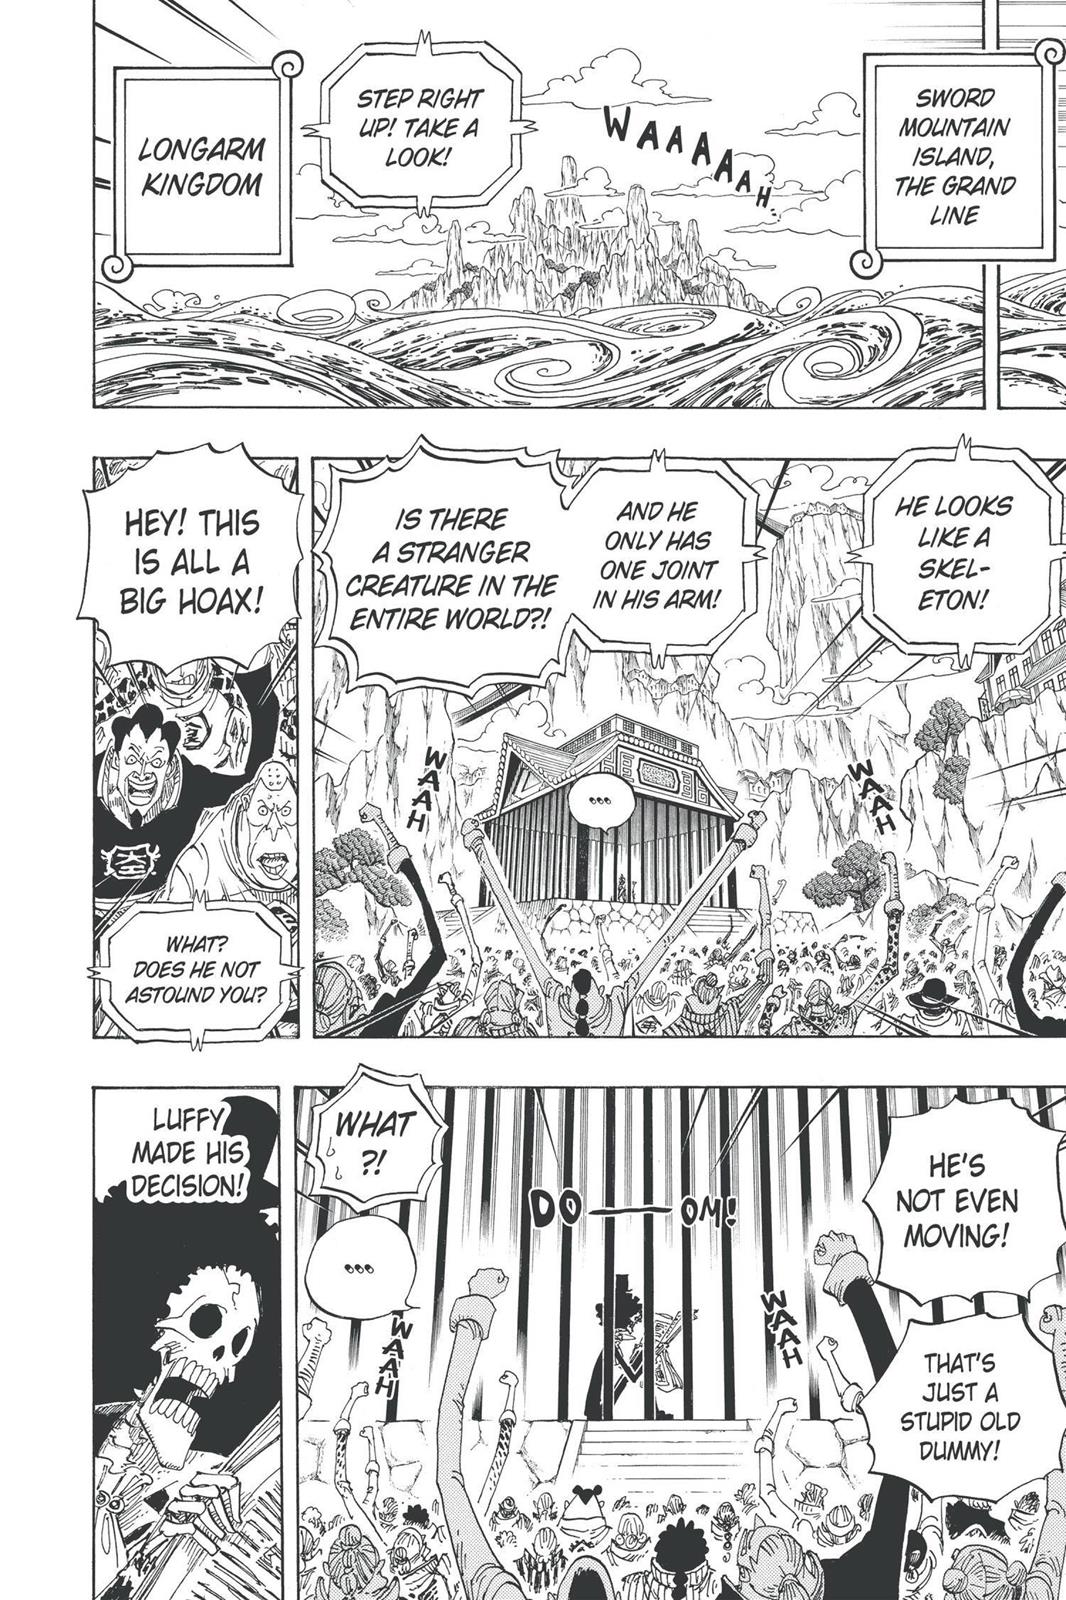 SWORD
MOUNTAIN
ISLAND,
THE GRAND
LINE
WAAAAAAH...
STEP RIGHT
UP! TAKE A
LOOK!
LONGARM
KINGDOM
HE LOOKS
LIKE A
SKEL-
ETON!
AND HE
ONLY HAS
ONE JOINT
IN HIS ARM!
IS THERE
A STRANGER
CREATURE IN THE
ENTIRE WORLD?!
WAAH
...
WAAH
HEY! THIS
IS ALL A
BIG HOAX!
WHAT?
DOES HE NOT
ASTOUND YOU?
HE'S
NOT EVEN
MOVING!
THAT'S
JUST A
STUPID OLD
DUMMY!
DO—OM!
WAAH
WHAT
?!
...
WAAH
LUFFY
MADE HIS
DECISION!